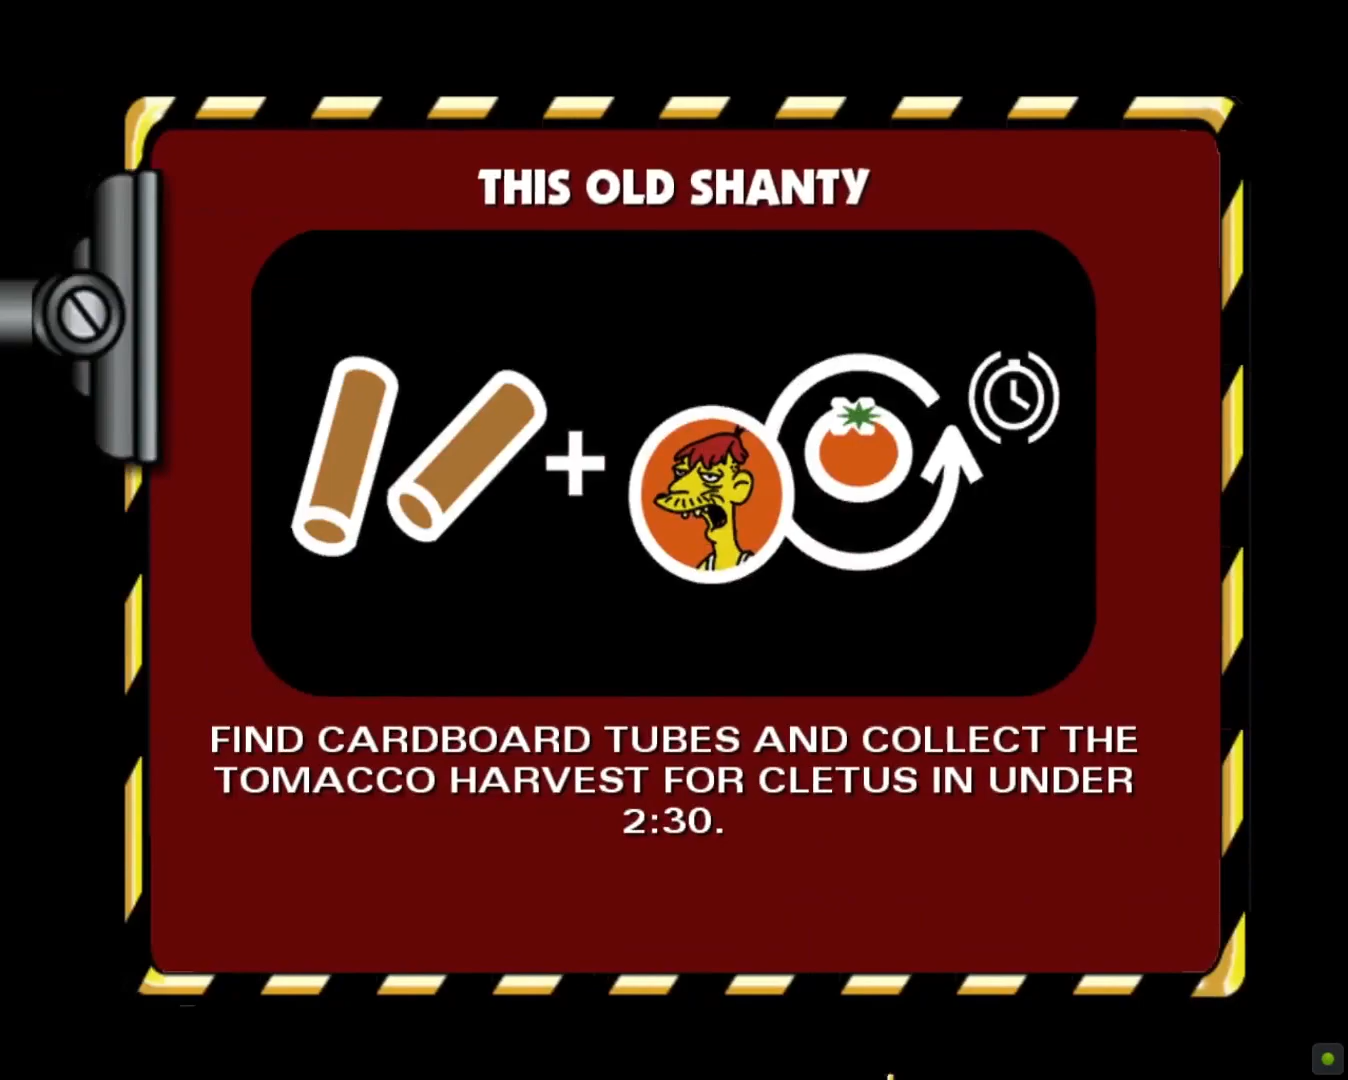 THIS OLD SHANTY
FIND CARDBOARD TUBES AND COLLECT THE
TOMACCO HARVEST FOR CLETUS IN UNDER
2:30.